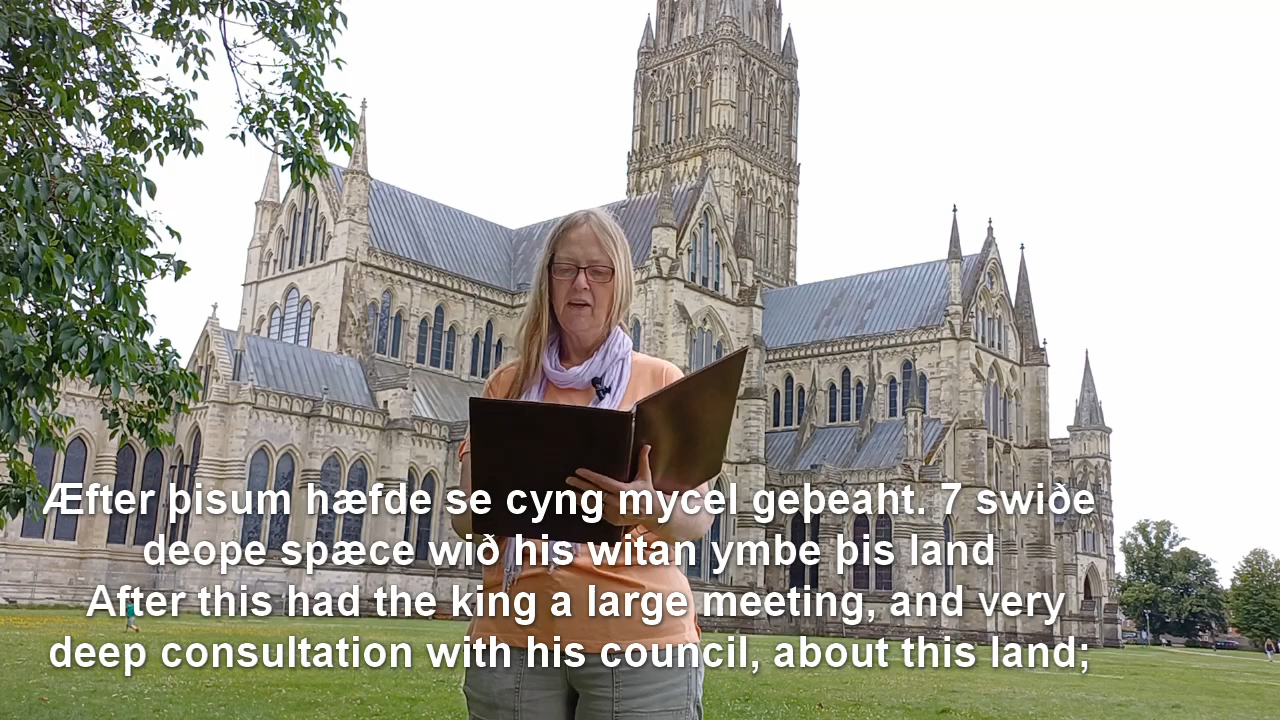 Æfter þisum hæfde se cyng mycel geþeaht. 7 swiðe
deope spæce wið his witan ymbe þis land
After this had the king a large meeting, and very
deep consultation with his council, about this land;